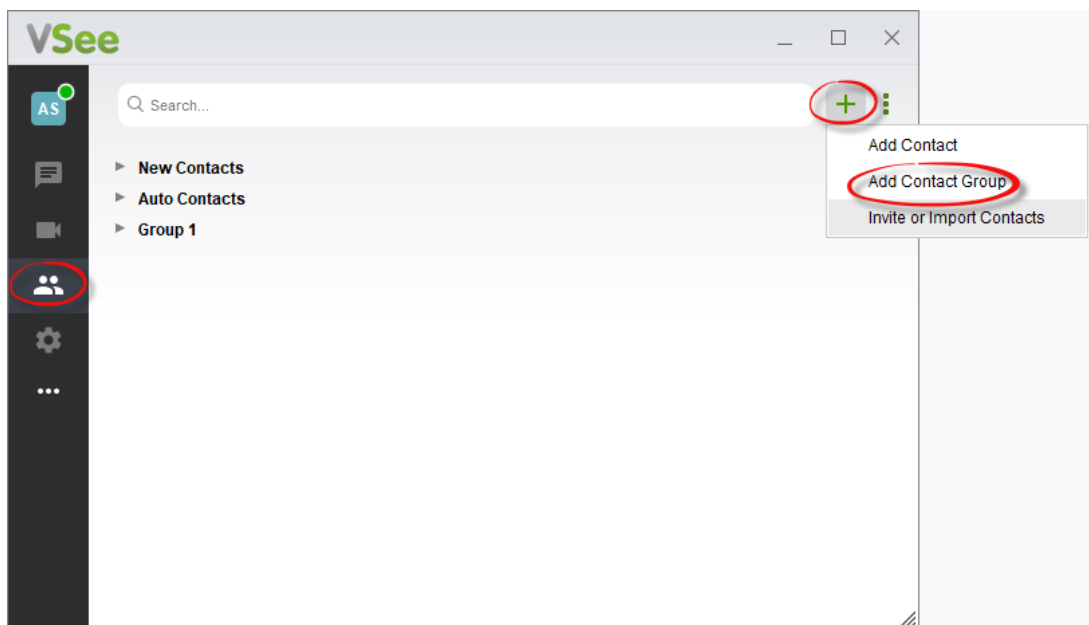 VSee
AS
Search...
Add Contact
Add Contact Group
Invite or Import Contacts
New Contacts
Auto Contacts
Group 1